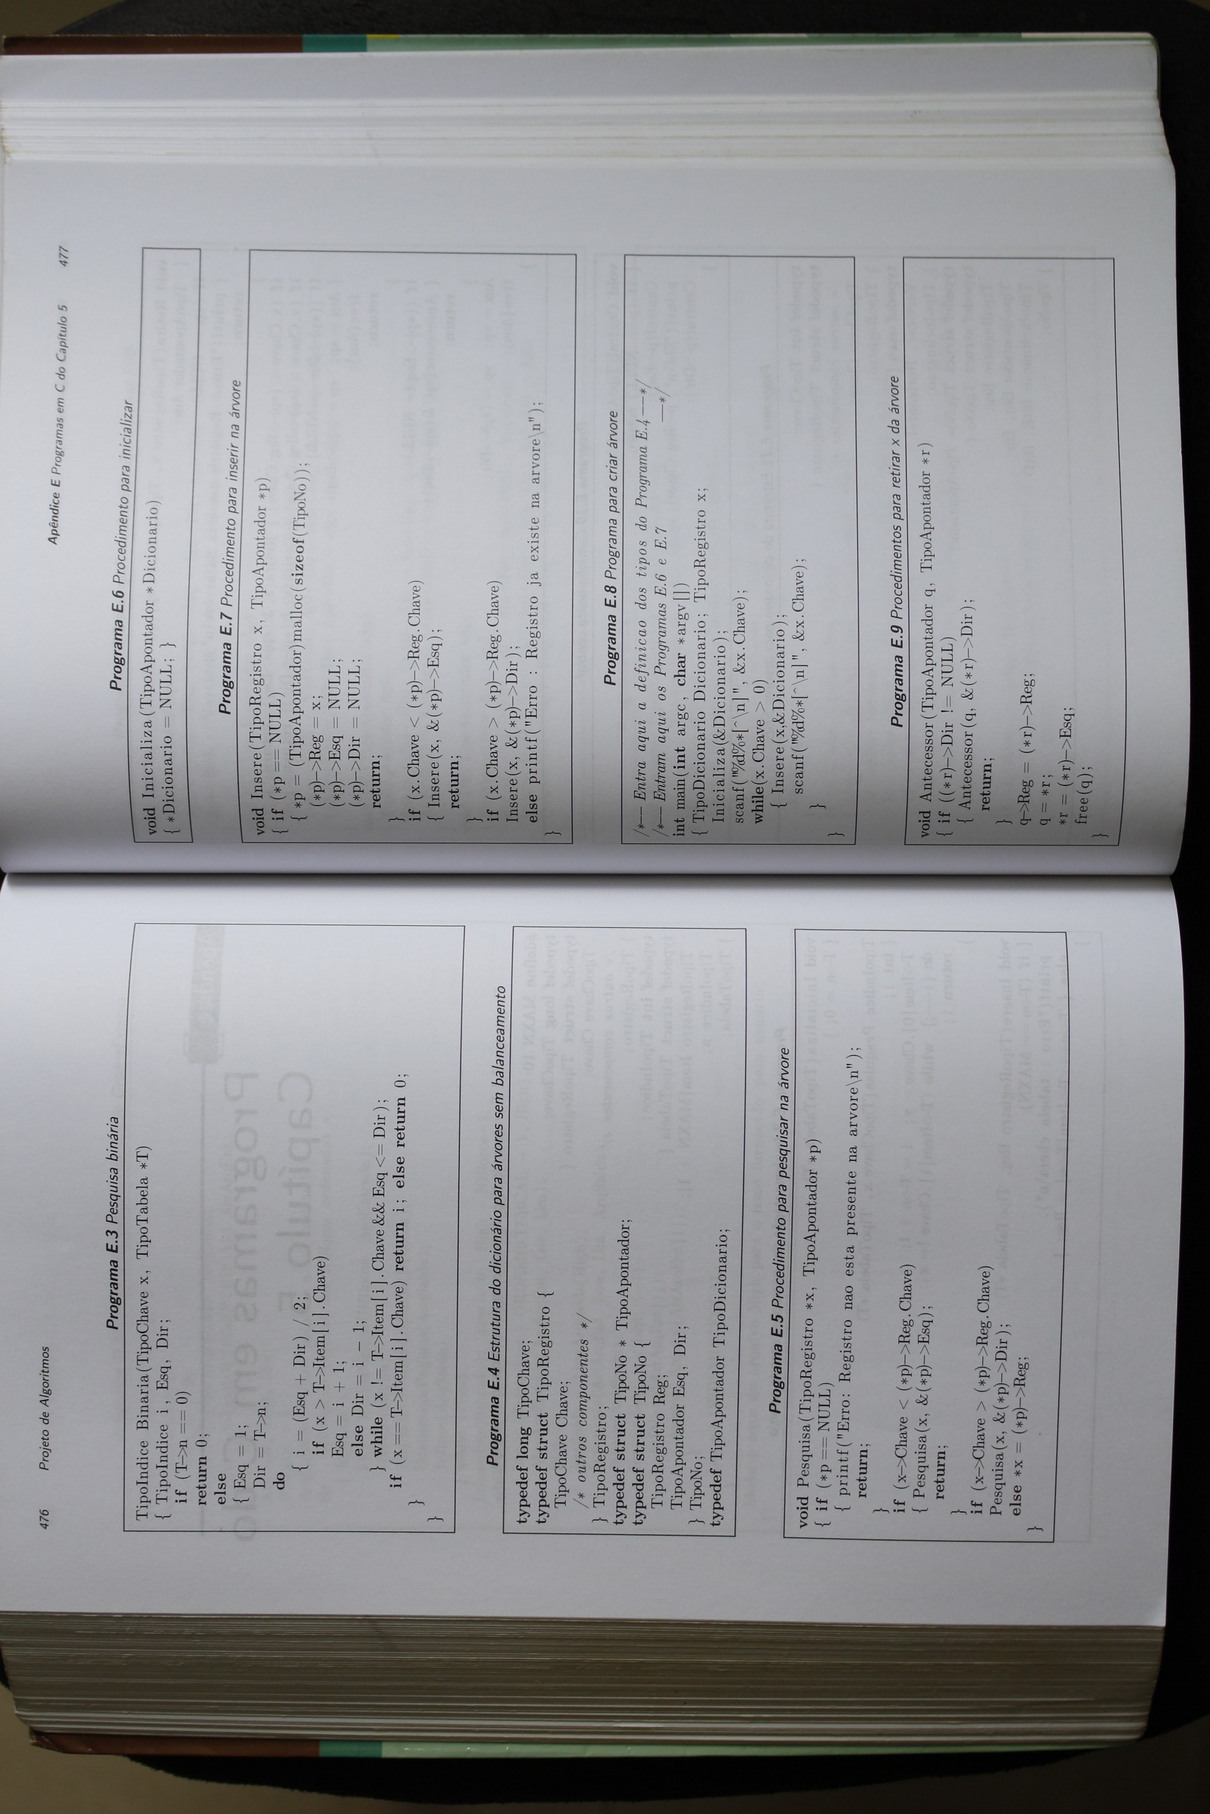 476 Projeto de Algoritmos
Programa E.3 Pesquisa binária
TipoIndice Binaria(TipoChave x, TipoTabela *T)
{ TipoIndice i, Esq, Dir;
if (T->n == 0)
return 0;
else
{ Esq = 1;
Dir = T->n;
do
{ i = (Esq + Dir) / 2;
if (x > T->Item[i].Chave)
Esq = i + 1;
else Dir = i - 1;
} while (x != T->Item[i].Chave && Esq <= Dir);
if (x == T->Item[i].Chave) return i; else return 0;
}
}
Programa E.4 Estrutura do dicionário para árvores sem balanceamento
typedef long TipoChave;
typedef struct TipoRegistro {
TipoChave Chave;
/* outros componentes */
} TipoRegistro;
typedef struct TipoNo * TipoApontador;
typedef struct TipoNo {
TipoRegistro Reg;
TipoApontador Esq, Dir;
} TipoNo;
typedef TipoApontador TipoDicionario;
Programa E.5 Procedimento para pesquisar na árvore
void Pesquisa(TipoRegistro *x, TipoApontador *p)
{ if (*p == NULL)
{ printf("Erro: Registro nao esta presente na arvore\n");
return;
}
if (x->Chave < (*p)->Reg.Chave)
{ Pesquisa(x, &(*p)->Esq);
return;
}
if (x->Chave > (*p)->Reg.Chave)
Pesquisa(x, &(*p)->Dir);
else *x = (*p)->Reg;
}
Apêndice E Programas em C do Capítulo 5 477
Programa E.6 Procedimento para inicializar
void Inicializa(TipoApontador *Dicionario)
{ *Dicionario = NULL; }
Programa E.7 Procedimento para inserir na árvore
void Insere(TipoRegistro x, TipoApontador *p)
{ if (*p == NULL)
{ *p = (TipoApontador)malloc(sizeof(TipoNo));
(*p)->Reg = x;
(*p)->Esq = NULL;
(*p)->Dir = NULL;
return;
}
if (x.Chave < (*p)->Reg.Chave)
{ Insere(x, &(*p)->Esq);
return;
}
if (x.Chave > (*p)->Reg.Chave)
Insere(x, &(*p)->Dir);
else printf("Erro : Registro ja existe na arvore\n");
}
Programa E.8 Programa para criar árvore
/*-- Entra aqui a definicao dos tipos do Programa E.4 --*/
/*-- Entram aqui os Programas E.6 e E.7 --*/
int main(int argc, char *argv[])
{ TipoDicionario Dicionario; TipoRegistro x;
Inicializa(&Dicionario);
scanf("%d%*[^\n]", &x.Chave);
while(x.Chave > 0)
{ Insere(x,&Dicionario);
scanf("%d%*[^\n]", &x.Chave);
}
}
Programa E.9 Procedimentos para retirar x da árvore
void Antecessor(TipoApontador q, TipoApontador *r)
{ if ((*r)->Dir != NULL)
{ Antecessor(q, &(*r)->Dir);
return;
}
q->Reg = (*r)->Reg;
q = *r;
*r = (*r)->Esq;
free(q);
}